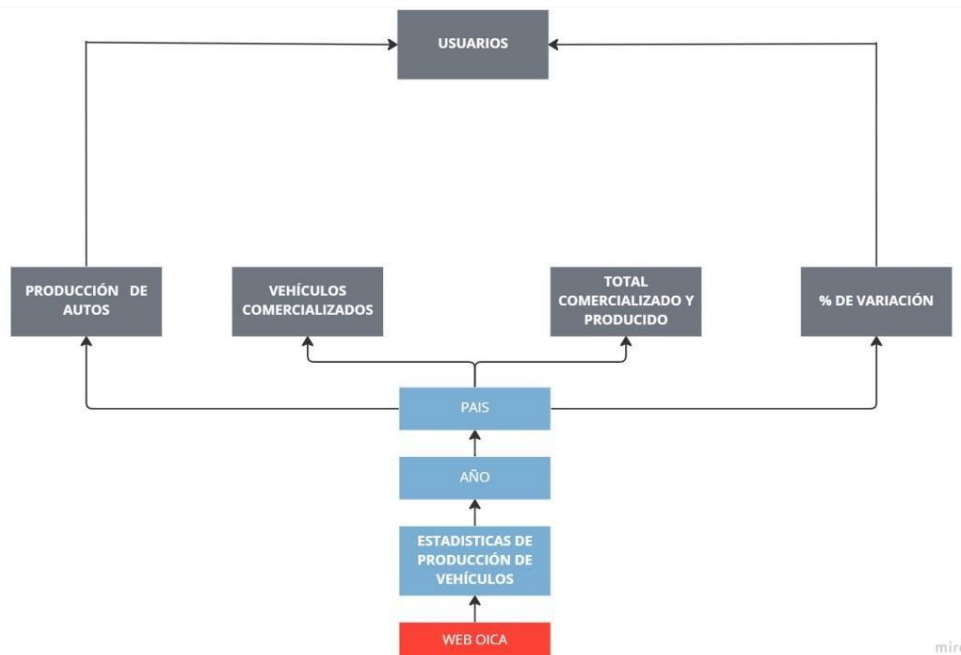 USUARIOS
PRODUCCIÓN DE
AUTOS
VEHÍCULOS
COMERCIALIZADOS
TOTAL
COMERCIALIZADO Y
PRODUCIDO
% DE VARIACIÓN
PAIS
AÑO
ESTADISTICAS DE
PRODUCCIÓN DE
VEHÍCULOS
WEB OICA